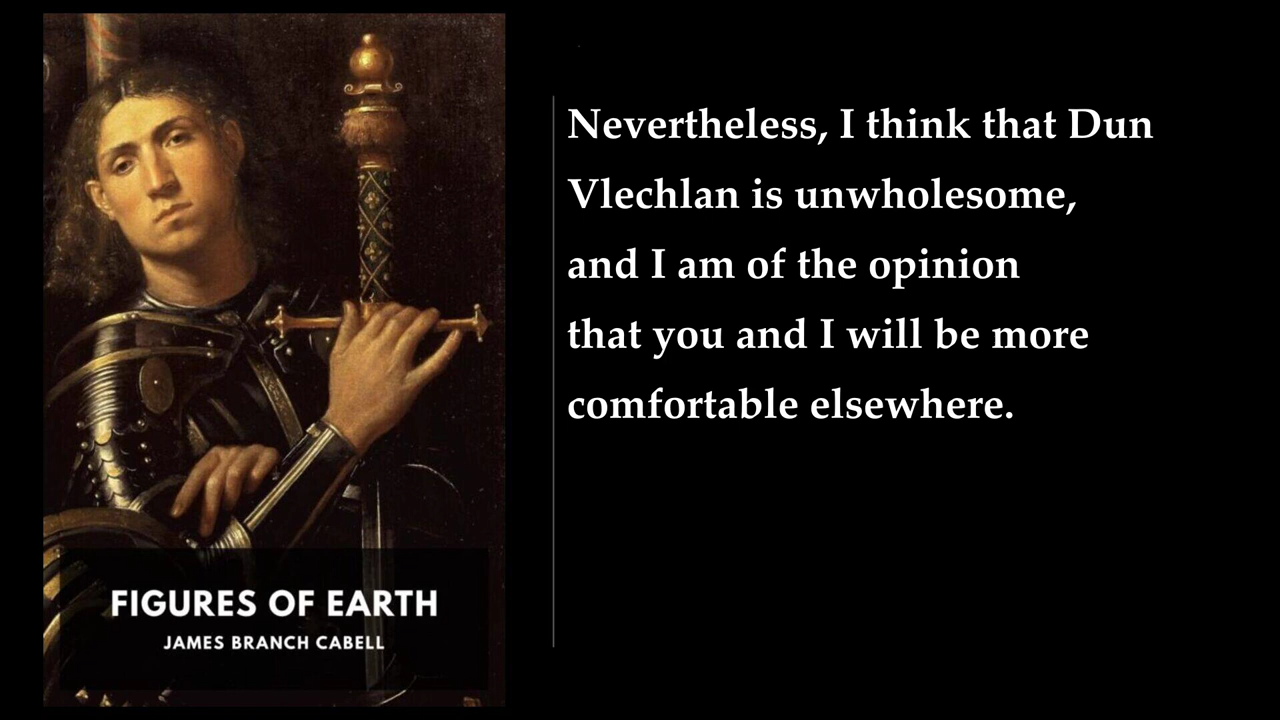 Nevertheless, I think that Dun
Vlechlan is unwholesome,
and I am of the opinion
that you and I will be more
comfortable elsewhere.
FIGURES OF EARTH
JAMES BRANCH CABELL